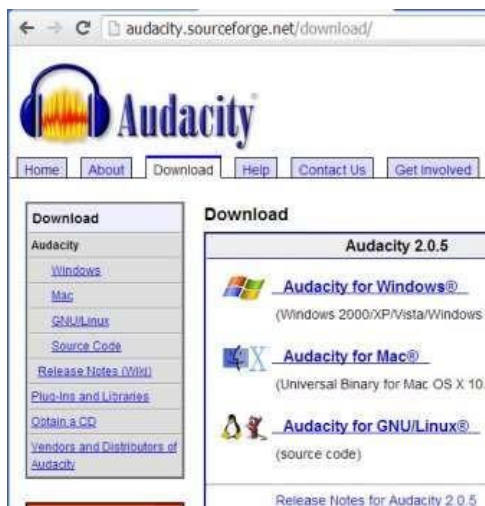 audacity.sourceforge.net/download/
Audacity®
Home About Download Help Contact Us Get Involved
Download
Audacity
Windows
Mac
GNU/Linux
Source Code
Release Notes (Wiki)
Plug-Ins and Libraries
Obtain a CD
Vendors and Distributors of
Audacity
Download
Audacity 2.0.5
Audacity for Windows®
(Windows 2000/XP/Vista/Windows
Audacity for Mac®
X
(Universal Binary for Mac OS X 10
Audacity for GNU/Linux®
(source code)
Release Notes for Audacity 2.0.5